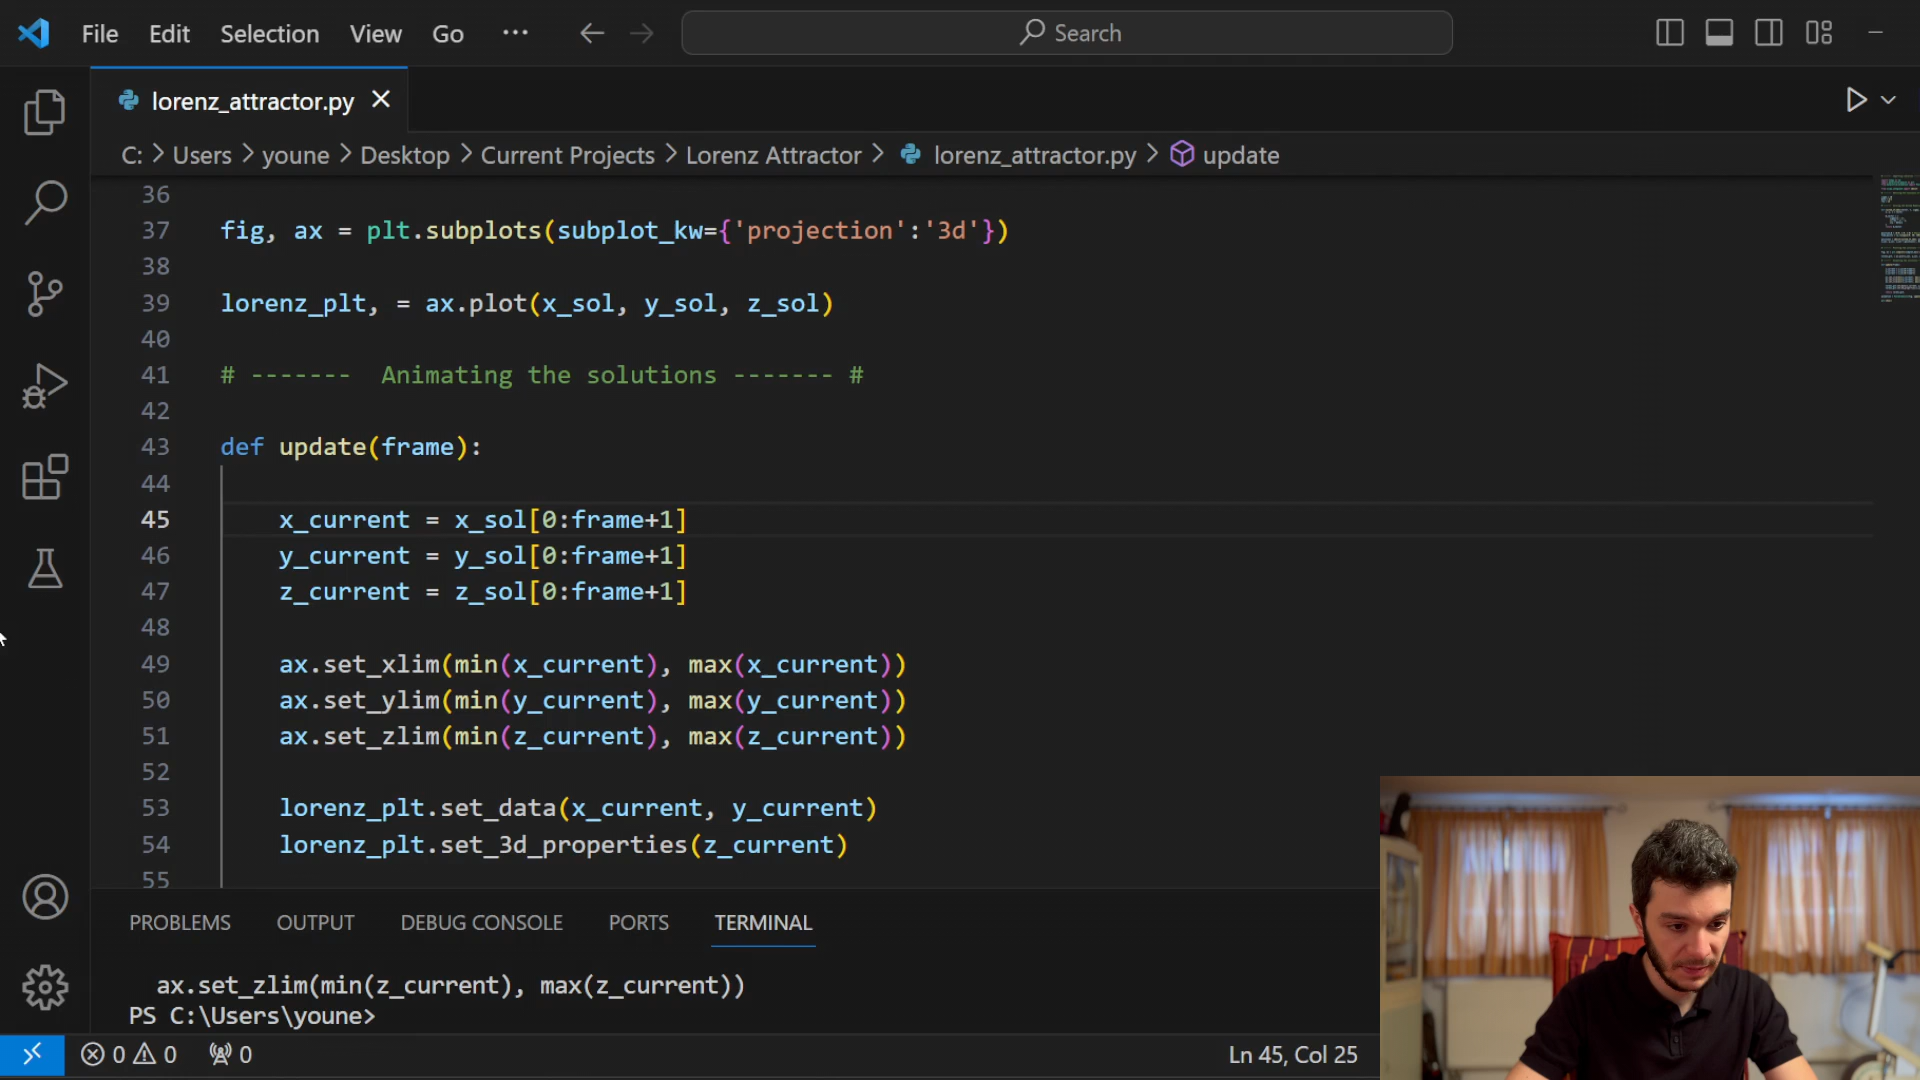 File Edit Selection View Go ··· Search
lorenz_attractor.py
C: > Users > youne > Desktop > Current Projects > Lorenz Attractor > lorenz_attractor.py > update
36
37 fig, ax = plt.subplots(subplot_kw={'projection':'3d'})
38
39 lorenz_plt, = ax.plot(x_sol, y_sol, z_sol)
40
41 # ------- Animating the solutions ------- #
42
43 def update(frame):
44
45 x_current = x_sol[0:frame+1]
46 y_current = y_sol[0:frame+1]
47 z_current = z_sol[0:frame+1]
48
49 ax.set_xlim(min(x_current), max(x_current))
50 ax.set_ylim(min(y_current), max(y_current))
51 ax.set_zlim(min(z_current), max(z_current))
52
53 lorenz_plt.set_data(x_current, y_current)
54 lorenz_plt.set_3d_properties(z_current)
55
PROBLEMS OUTPUT DEBUG CONSOLE PORTS TERMINAL
ax.set_zlim(min(z_current), max(z_current))
PS C:\Users\youne>
0 0 0 Ln 45, Col 25